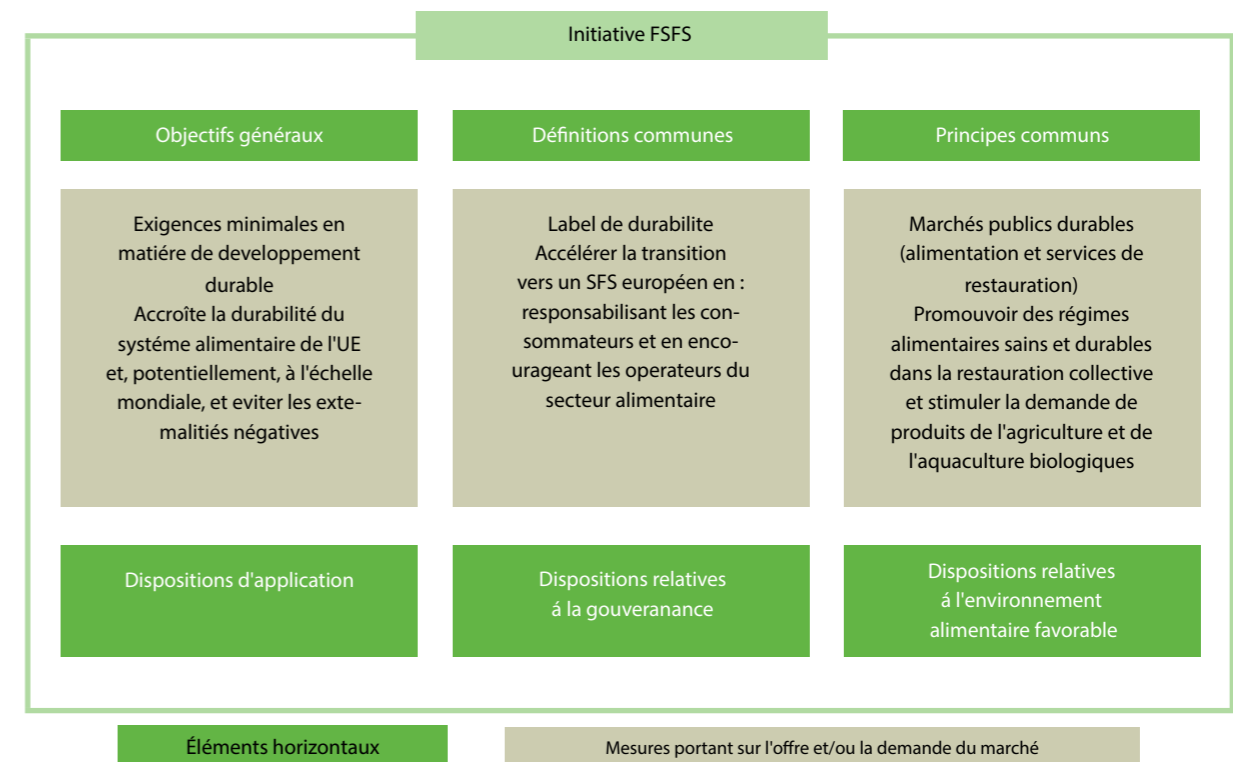 Initiative FSFS
Objectifs généraux
Définitions communes
Principes communs
Exigences minimales en
matiére de developpement
durable
Accroîte la durabilité du
systéme alimentaire de l'UE
et, potentiellement, à l'échelle
mondiale, et eviter les exte-
malitiés négatives
Label de durabilite
Accélérer la transition
vers un SFS européen en :
responsabilisant les con-
sommateurs et en enco-
urageant les operateurs du
secteur alimentaire
Marchés publics durables
(alimentation et services de
restauration)
Promouvoir des régimes
alimentaires sains et durables
dans la restauration collective
et stimuler la demande de
produits de l'agriculture et de
l'aquaculture biologiques
Dispositions d'application
Dispositions relatives
á la gouveranance
Dispositions relatives
á l'environnement
alimentaire favorable
Éléments horizontaux
Mesures portant sur l'offre et/ou la demande du marché